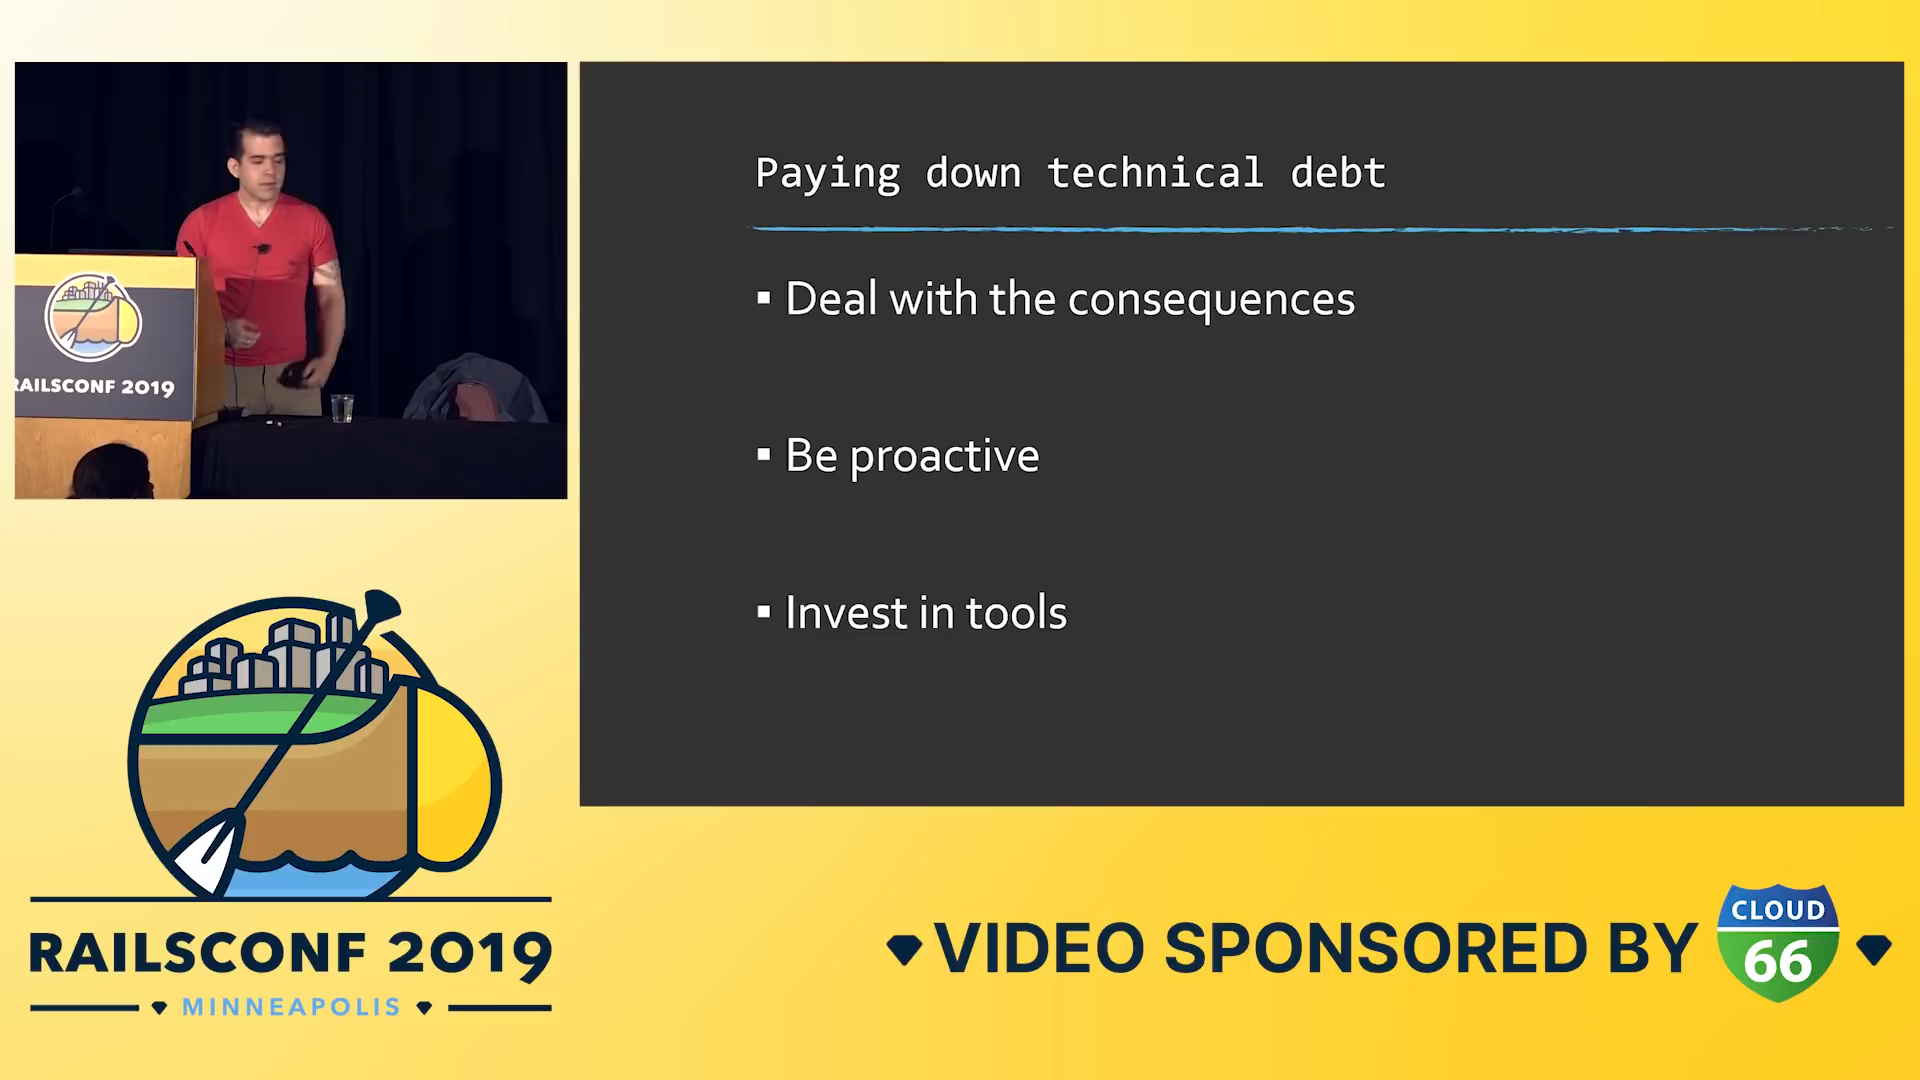 RAILSCONF 2019
Paying down technical debt
▪ Deal with the consequences
▪ Be proactive
▪ Invest in tools
RAILSCONF 2019
MINNEAPOLIS
VIDEO SPONSORED BY
CLOUD
66